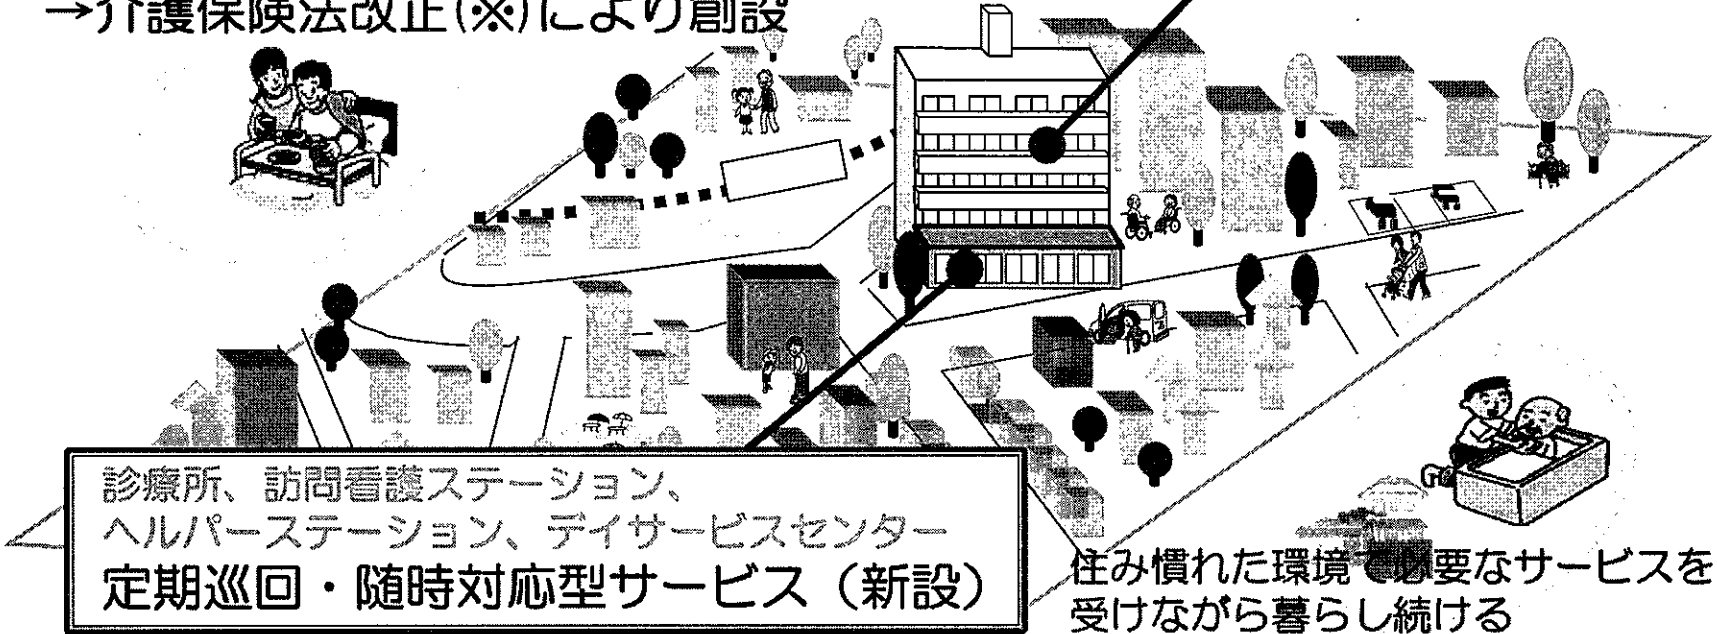 →介護保険法改正(※)により創設
診療所、訪問看護ステーション、
ヘルパーステーション、デイサービスセンター
定期巡回・随時対応型サービス（新設）
住み慣れた環境で必要なサービスを
受けながら暮らし続ける